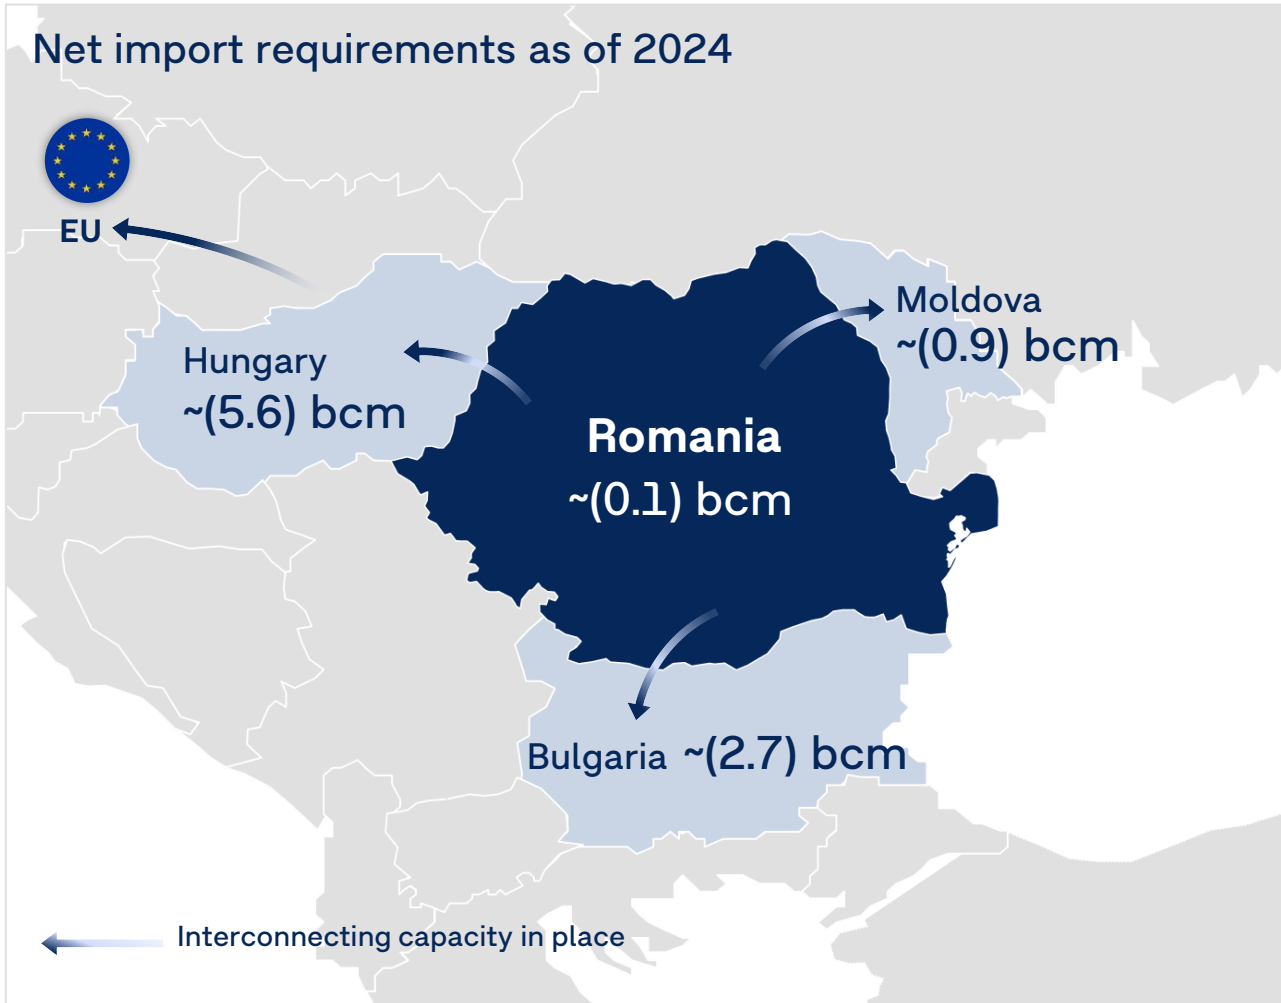 Net import requirements as of 2024
EU
Moldova
~(0.9) bcm
Hungary
~(5.6) bcm
Romania
~(0.1) bcm
Bulgaria ~(2.7) bcm
Interconnecting capacity in place